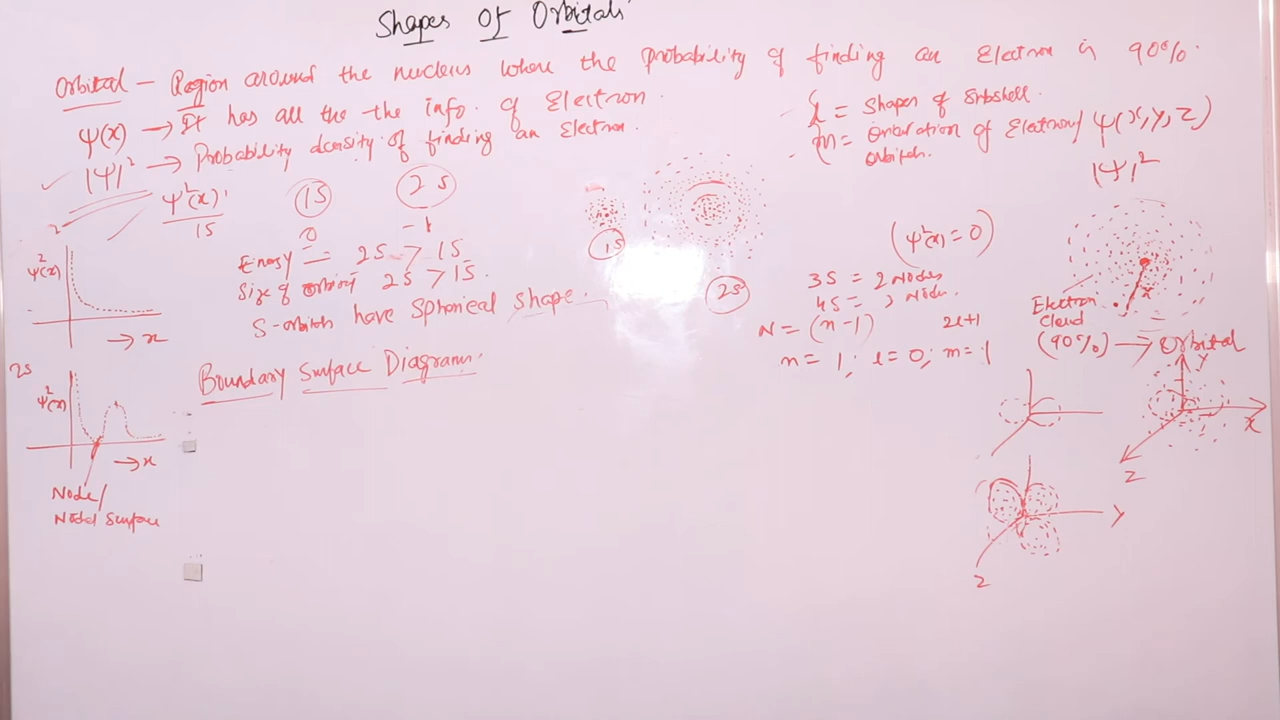 Shapes Of Orbitals
Orbital – Region around the nucleus where the probability of finding an Electron is 90%.
ψ(x) → It has all the the info. of Electron.
|ψ|² → Probability density of finding an Electron.
l = Shapes of Subshell.
m = Orientation of Electron/
orbitals.
ψ(x,y,z)
|ψ|²
ψ²(x)
1S
1S
2S
0
-1
Energy = 2S > 1S
Size of orbital 2S > 1S.
S-orbitals have Spherical Shape.
1S
2S
(ψ²(x) = 0)
3S = 2 Nodes
4S = 3 Nodes.
N = (n-1)
2l+1
n = 1; l = 0; m = 1
x
Electron
Cloud
(90%) → Orbital
ψ²(x)
→ x
Boundary Surface Diagrams.
2S
ψ²(x)
→ x
Node/
Nodal Surface
Y
X
Z
Y
Z